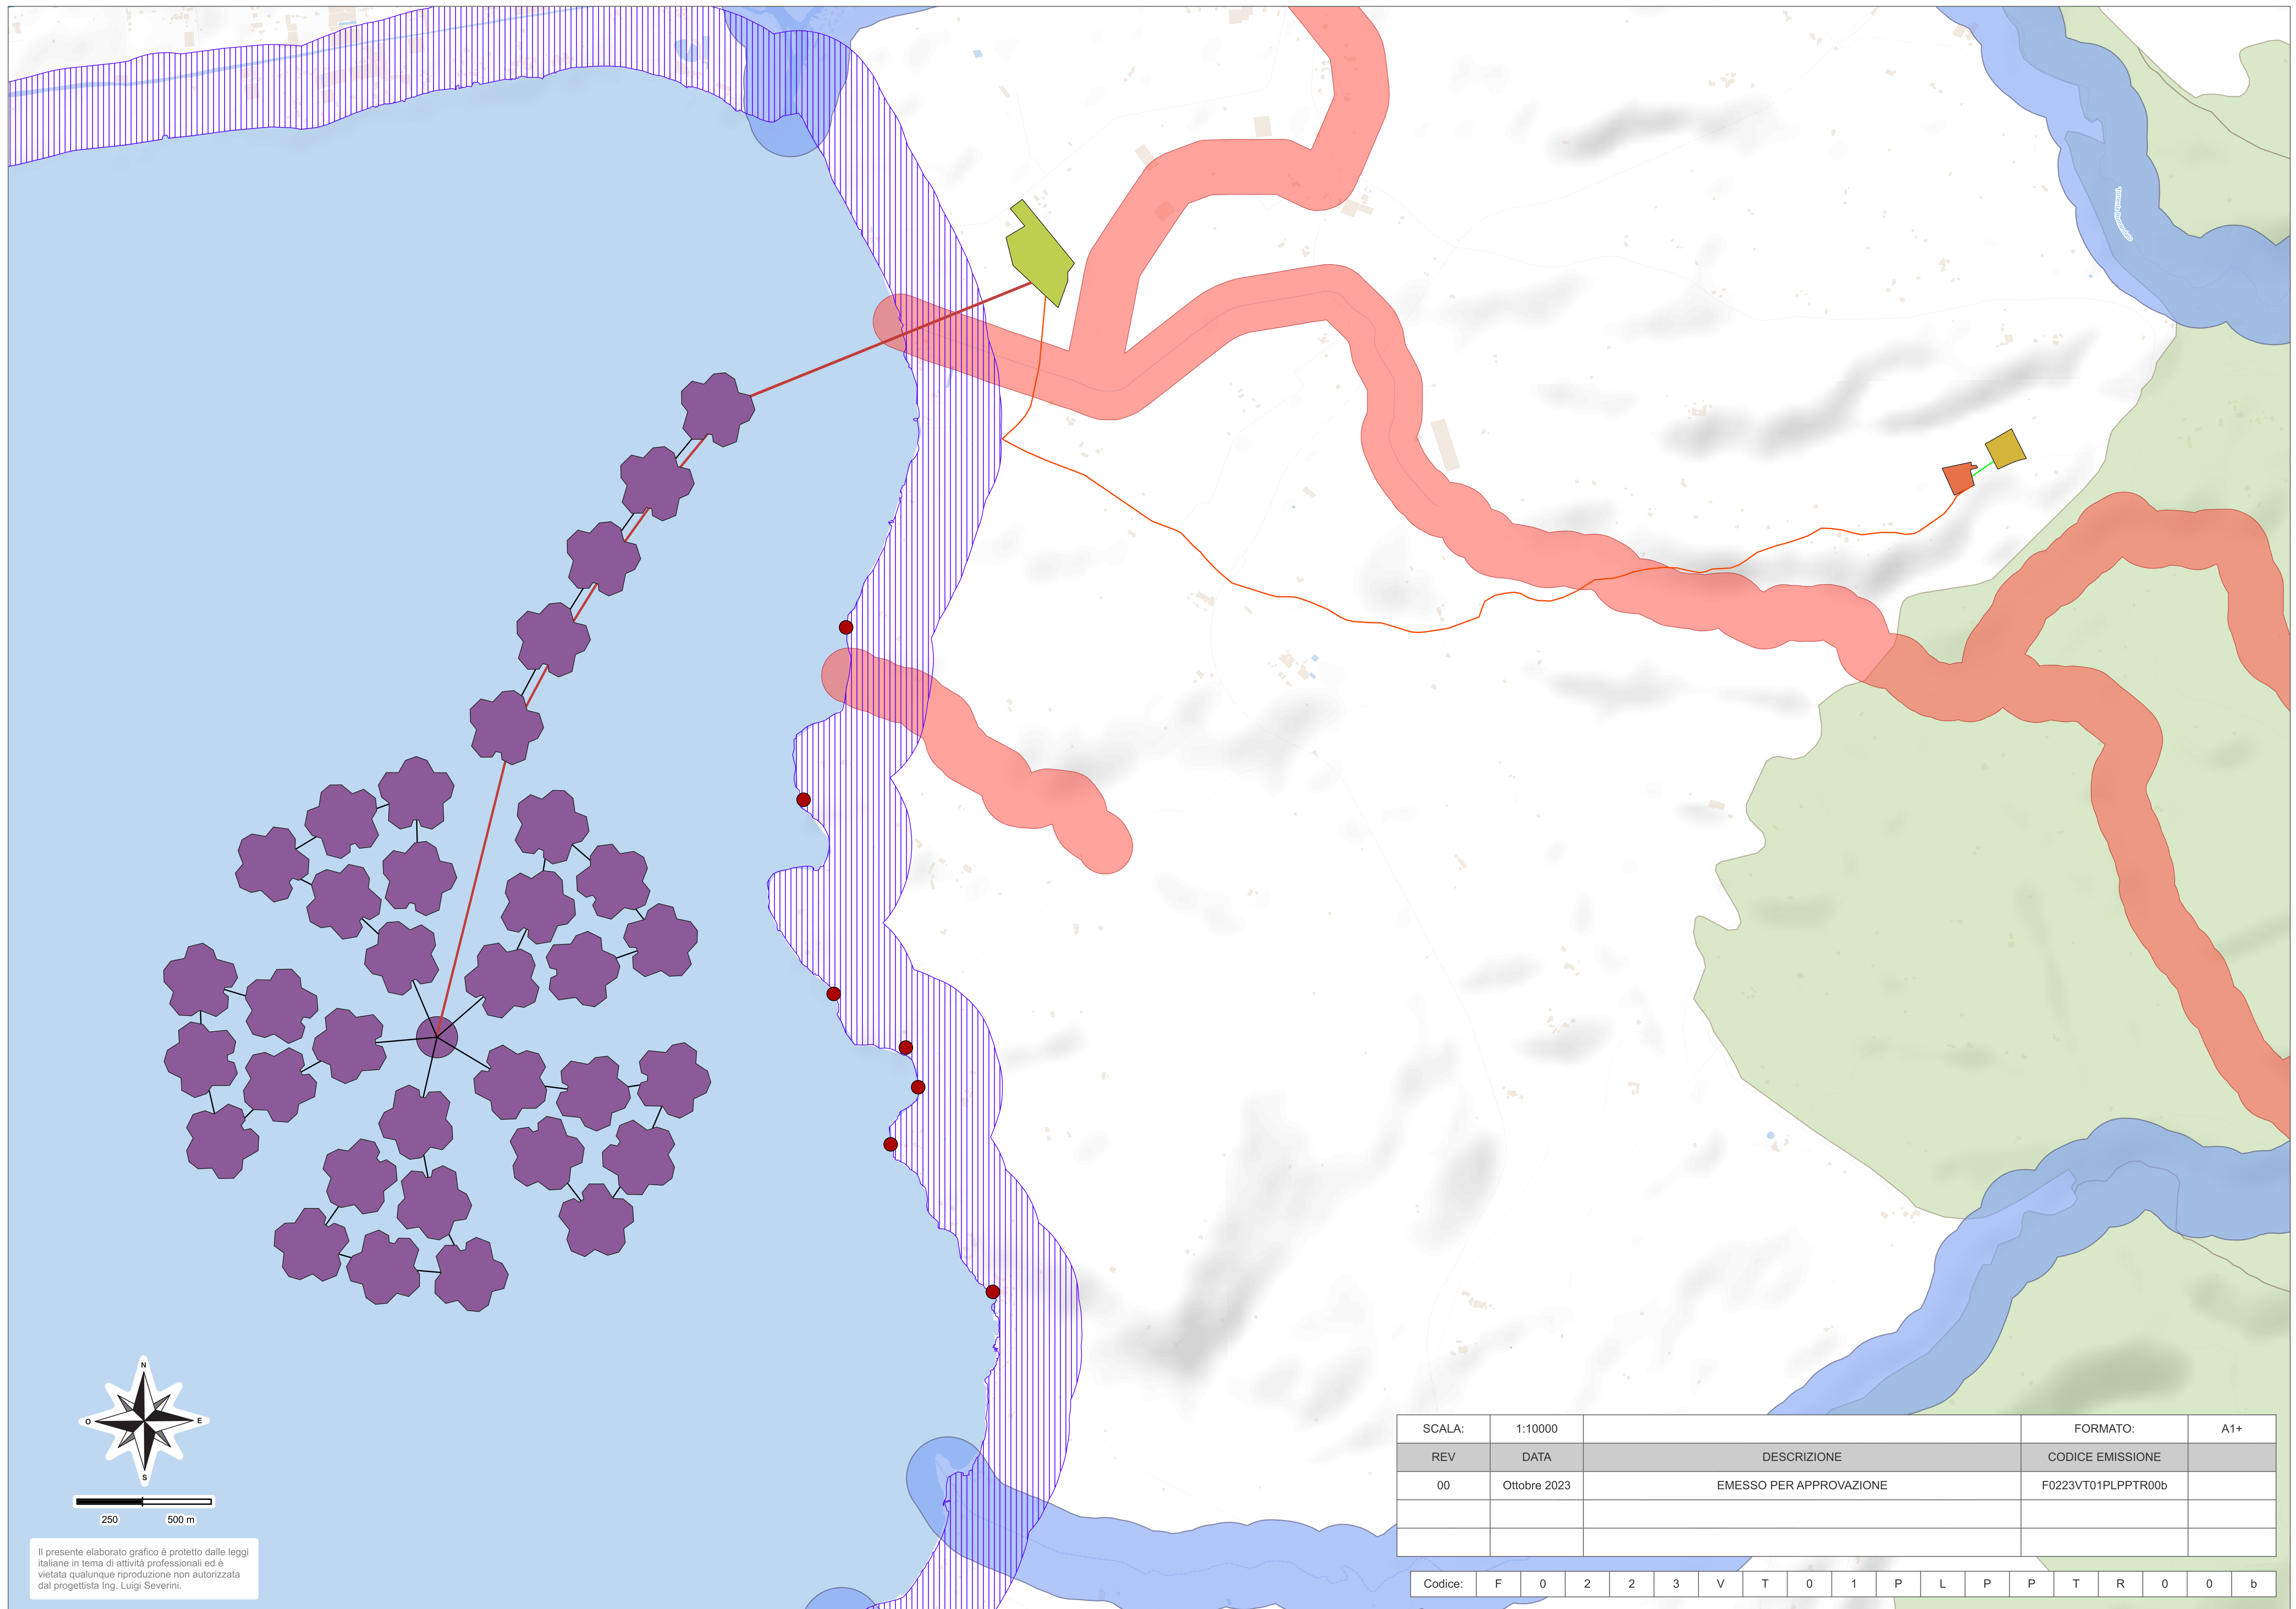 N
O
E
S
250 500 m
Il presente elaborato grafico è protetto dalle leggi
italiane in tema di attività professionali ed è
vietata qualunque riproduzione non autorizzata
dal progettista Ing. Luigi Severini.
SCALA: 1:10000 FORMATO: A1+
REV DATA DESCRIZIONE CODICE EMISSIONE
00 Ottobre 2023 EMESSO PER APPROVAZIONE F0223VT01PLPPTR00b
Codice: F 0 2 2 3 V T 0 1 P L P P T R 0 0 b